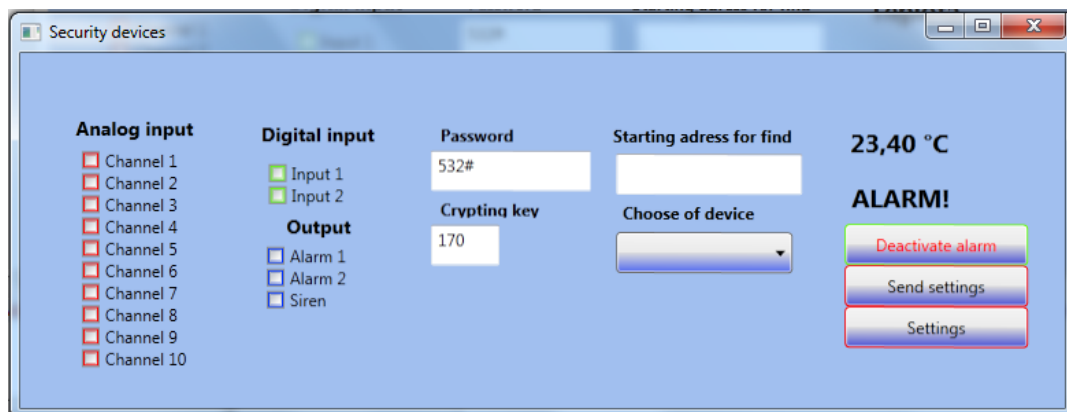 Security devices
Analog input
Channel 1
Channel 2
Channel 3
Channel 4
Channel 5
Channel 6
Channel 7
Channel 8
Channel 9
Channel 10
Digital input
Input 1
Input 2
Output
Alarm 1
Alarm 2
Siren
Password
532#
Crypting key
170
Starting adress for find
Choose of device
23,40 °C
ALARM!
Deactivate alarm
Send settings
Settings